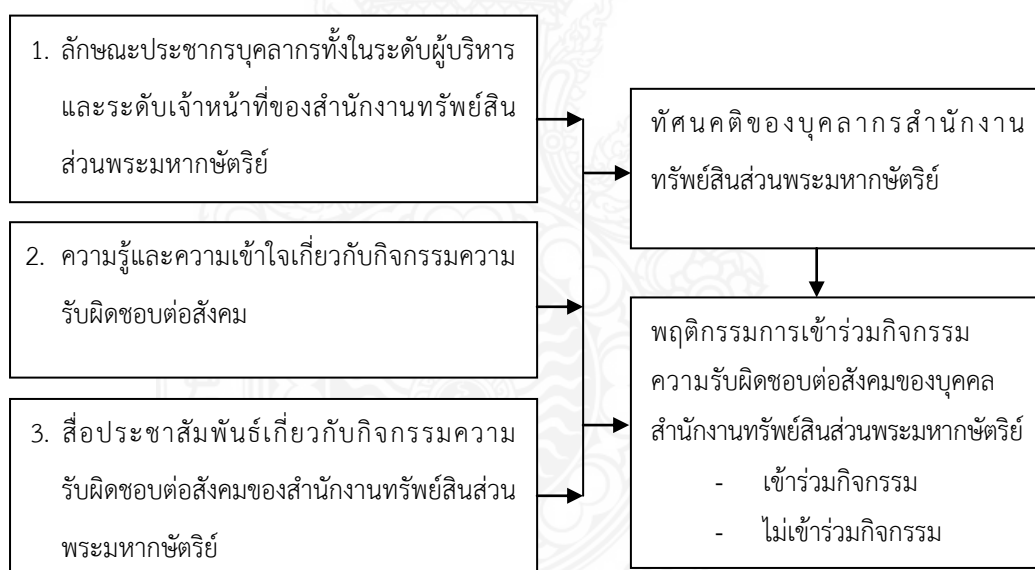 1. ลักษณะประชากรบุคลากรทั้งในระดับผู้บริหาร
และระดับเจ้าหน้าที่ของสำนักงานทรัพย์สิน
ส่วนพระมหากษัตริย์
2. ความรู้และความเข้าใจเกี่ยวกับกิจกรรมความ
รับผิดชอบต่อสังคม
3. สื่อประชาสัมพันธ์เกี่ยวกับกิจกรรมความ
รับผิดชอบต่อสังคมของสำนักงานทรัพย์สินส่วน
พระมหากษัตริย์
ทัศนคติของบุคลากรสำนักงาน
ทรัพย์สินส่วนพระมหากษัตริย์
พฤติกรรมการเข้าร่วมกิจกรรม
ความรับผิดชอบต่อสังคมของบุคคล
สำนักงานทรัพย์สินส่วนพระมหากษัตริย์
- เข้าร่วมกิจกรรม
- ไม่เข้าร่วมกิจกรรม